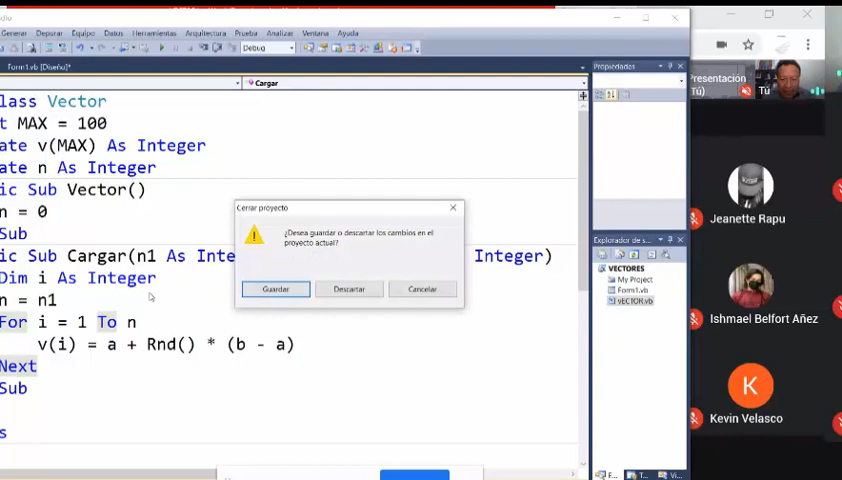 Generar Depurar Equipo Datos Herramientas Arquitectura Prueba Analizar Ventana Ayuda
Debug
Form1.vb [Diseño]*
Cargar
lass Vector
t MAX = 100
ate v(MAX) As Integer
ate n As Integer
ic Sub Vector()
n = 0
Sub
ic Sub Cargar(n1 As Inte
Integer)
Dim i As Integer
n = n1
For i = 1 To n
v(i) = a + Rnd() * (b - a)
Next
Sub
s
Cerrar proyecto
¿Desea guardar o descartar los cambios en el
proyecto actual?
Guardar
Descartar
Cancelar
Propiedades
Explorador de s...
VECTORES
My Project
Form1.vb
vECTOR.vb
F...
T...
Vi...
Presentación
Tú)
Tú
Jeanette Rapu
Ishmael Belfort Añez
K
Kevin Velasco